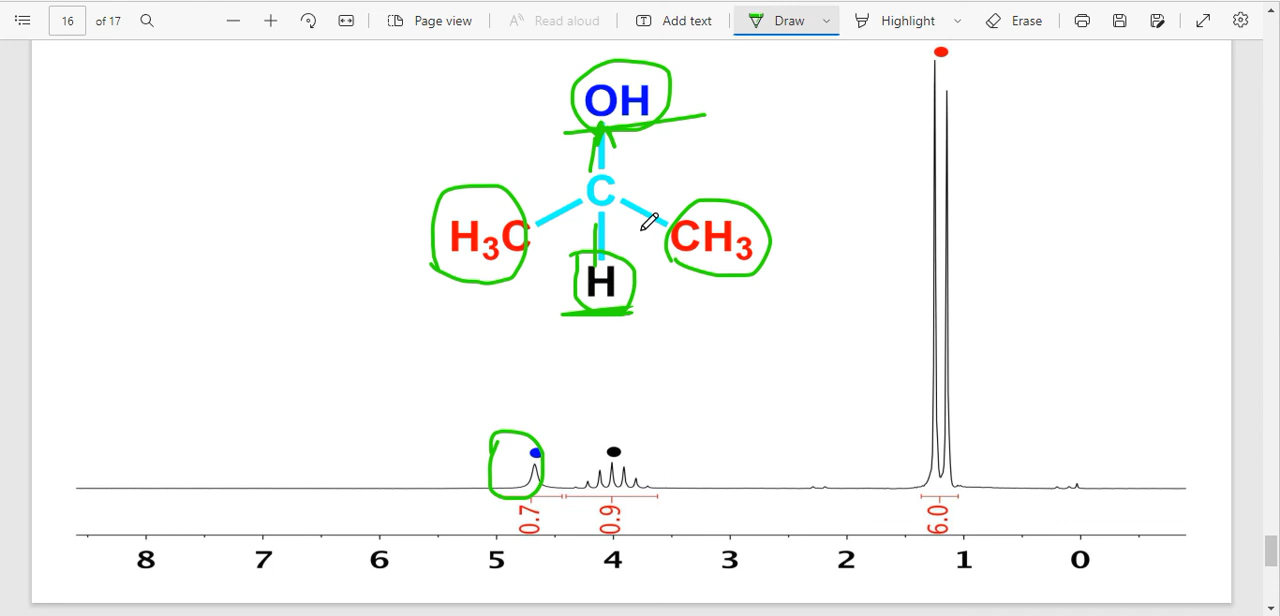 16 of 17 Page view Read aloud Add text Draw Highlight Erase
OH
C
H₃C CH₃
H
0.7 0.9 6.0
8 7 6 5 4 3 2 1 0